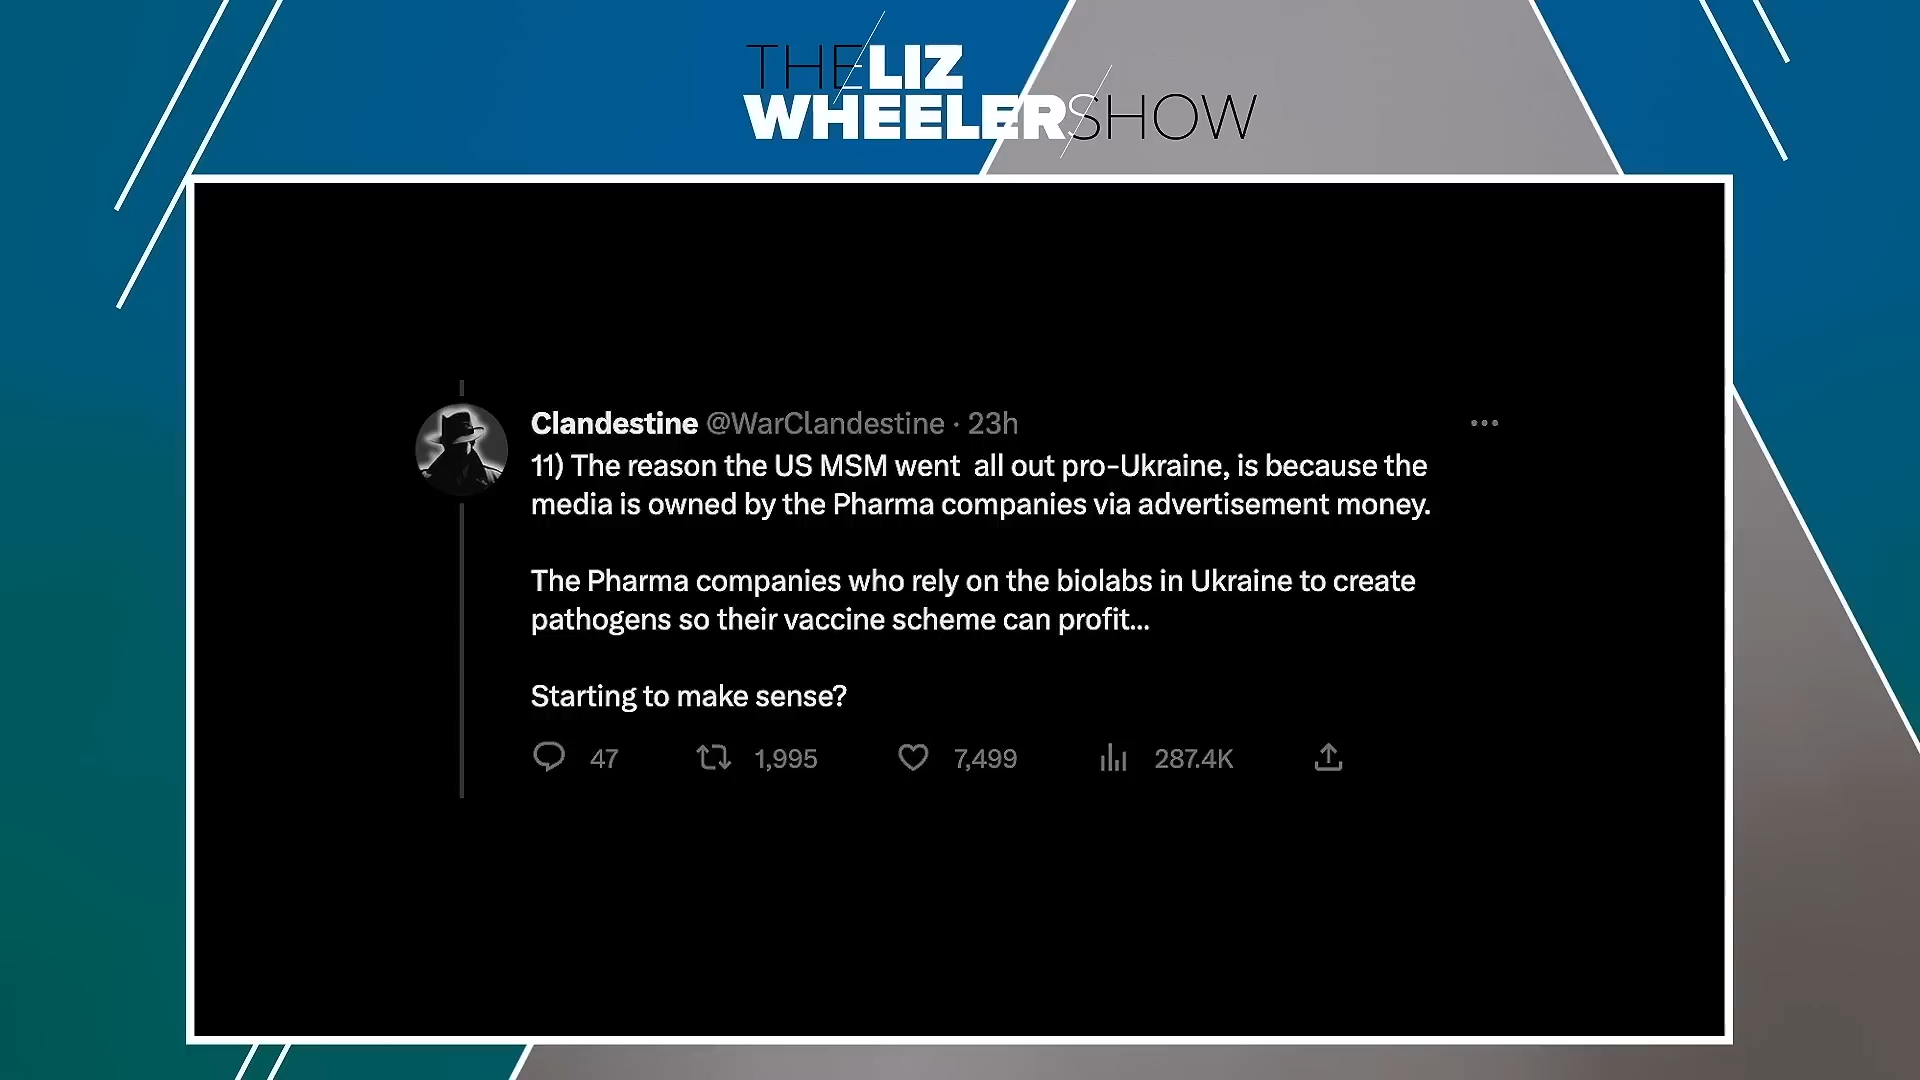 THE LIZ
WHEELER SHOW
Clandestine @WarClandestine · 23h
11) The reason the US MSM went  all out pro-Ukraine, is because the
media is owned by the Pharma companies via advertisement money.
The Pharma companies who rely on the biolabs in Ukraine to create
pathogens so their vaccine scheme can profit...
Starting to make sense?
47 1,995 7,499 287.4K